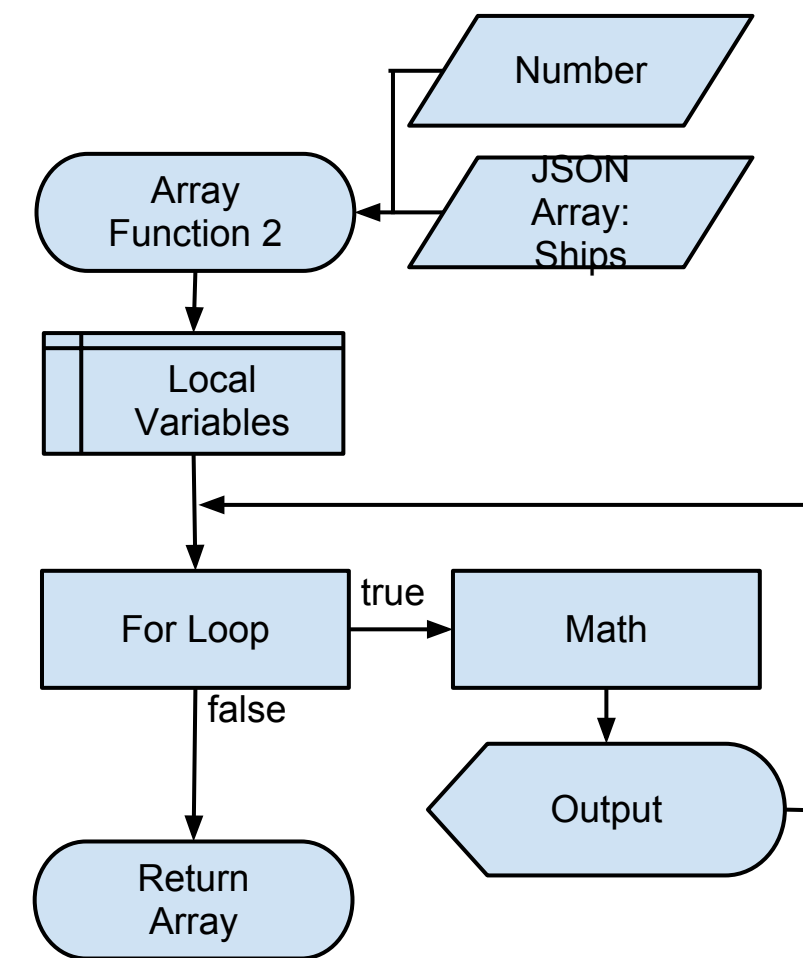 Number
JSON
Array:
Ships
Array
Function 2
Local
Variables
For Loop
true
Math
false
Output
Return
Array